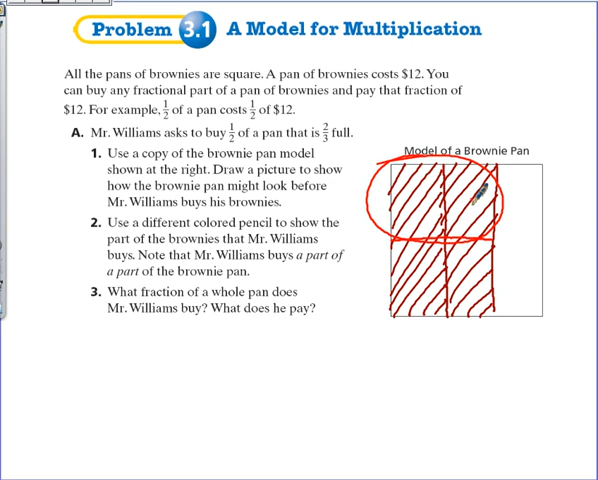 Problem 3.1 A Model for Multiplication
All the pans of brownies are square. A pan of brownies costs $12. You
can buy any fractional part of a pan of brownies and pay that fraction of
$12. For example, 1/2 of a pan costs 1/2 of $12.
A. Mr. Williams asks to buy 1/2 of a pan that is 2/3 full.
1. Use a copy of the brownie pan model
shown at the right. Draw a picture to show
how the brownie pan might look before
Mr. Williams buys his brownies.
2. Use a different colored pencil to show the
part of the brownies that Mr. Williams
buys. Note that Mr. Williams buys a part of
a part of the brownie pan.
3. What fraction of a whole pan does
Mr. Williams buy? What does he pay?
Model of a Brownie Pan